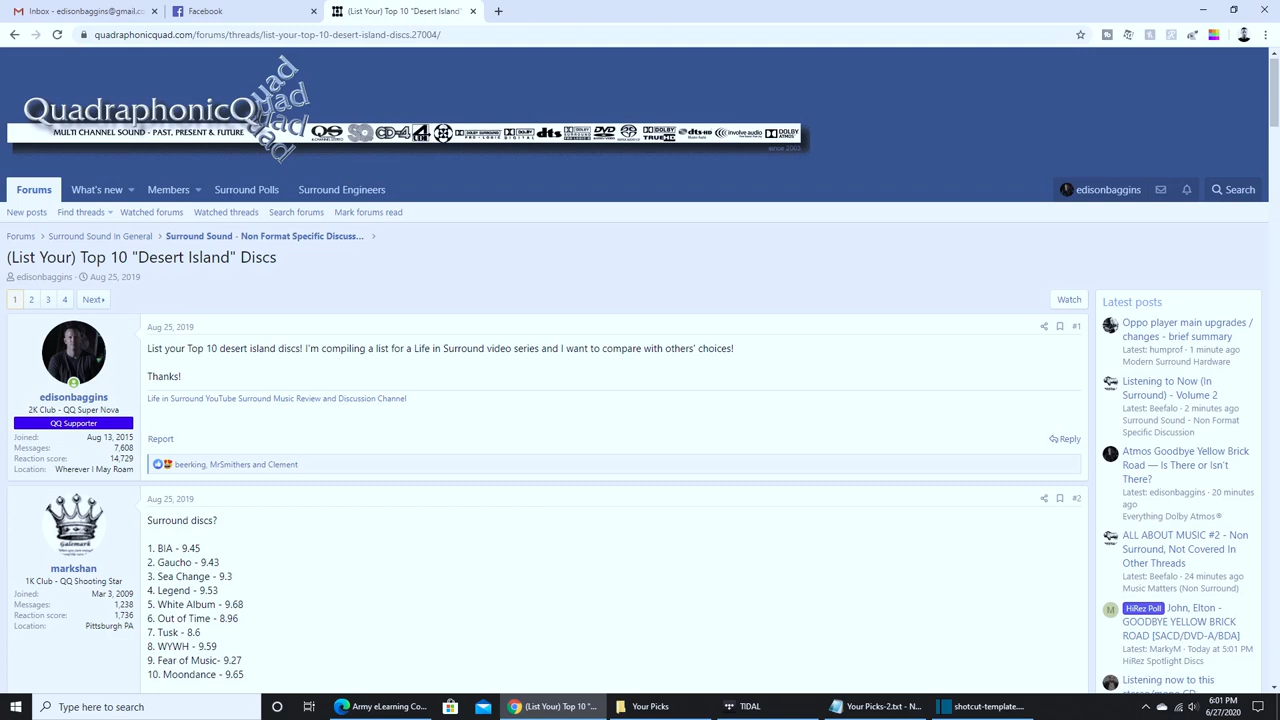 Inbox - edisonbaggins@gmail.co
Facebook
(List Your) Top 10 "Desert Island"
quadraphonicquad.com/forums/threads/list-your-top-10-desert-island-discs.27004/
QuadraphonicQuad
Quad
Quad
Quad
MULTI CHANNEL SOUND - PAST, PRESENT & FUTURE
since 2003
Forums
What's new
Members
Surround Polls
Surround Engineers
edisonbaggins
Search
New posts
Find threads
Watched forums
Watched threads
Search forums
Mark forums read
Forums
Surround Sound In General
Surround Sound - Non Format Specific Discuss...
(List Your) Top 10 "Desert Island" Discs
edisonbaggins
Aug 25, 2019
1
2
3
4
Next
Watch
Aug 25, 2019
#1
List your Top 10 desert island discs! I'm compiling a list for a Life in Surround video series and I want to compare with others' choices!
Thanks!
Life in Surround YouTube Surround Music Review and Discussion Channel
Report
Reply
beerking, MrSmithers and Clement
edisonbaggins
2K Club - QQ Super Nova
QQ Supporter
Joined: Aug 13, 2015
Messages: 7,608
Reaction score: 14,729
Location: Wherever I May Roam
Aug 25, 2019
#2
Surround discs?
1. BIA - 9.45
2. Gaucho - 9.43
3. Sea Change - 9.3
4. Legend - 9.53
5. White Album - 9.68
6. Out of Time - 8.96
7. Tusk - 8.6
8. WYWH - 9.59
9. Fear of Music- 9.27
10. Moondance - 9.65
markshan
1K Club - QQ Shooting Star
Joined: Mar 3, 2009
Messages: 1,238
Reaction score: 1,736
Location: Pittsburgh PA
Latest posts
Oppo player main upgrades /
changes - brief summary
Latest: humprof · 1 minute ago
Modern Surround Hardware
Listening to Now (In
Surround) - Volume 2
Latest: Beefalo · 2 minutes ago
Surround Sound - Non Format
Specific Discussion
Atmos Goodbye Yellow Brick
Road — Is There or Isn't
There?
Latest: edisonbaggins · 20 minutes
ago
Everything Dolby Atmos®
ALL ABOUT MUSIC #2 - Non
Surround, Not Covered In
Other Threads
Latest: Beefalo · 24 minutes ago
Music Matters (Non Surround)
M
HiRez Poll John, Elton -
GOODBYE YELLOW BRICK
ROAD [SACD/DVD-A/BDA]
Latest: MarkyM · Today at 5:01 PM
HiRez Spotlight Discs
Listening now to this
stereo/mono CD
Type here to search
Army eLearning Co...
(List Your) Top 10 "...
Your Picks
TIDAL
Your Picks-2.txt - N...
shotcut-template....
6:01 PM
6/27/2020